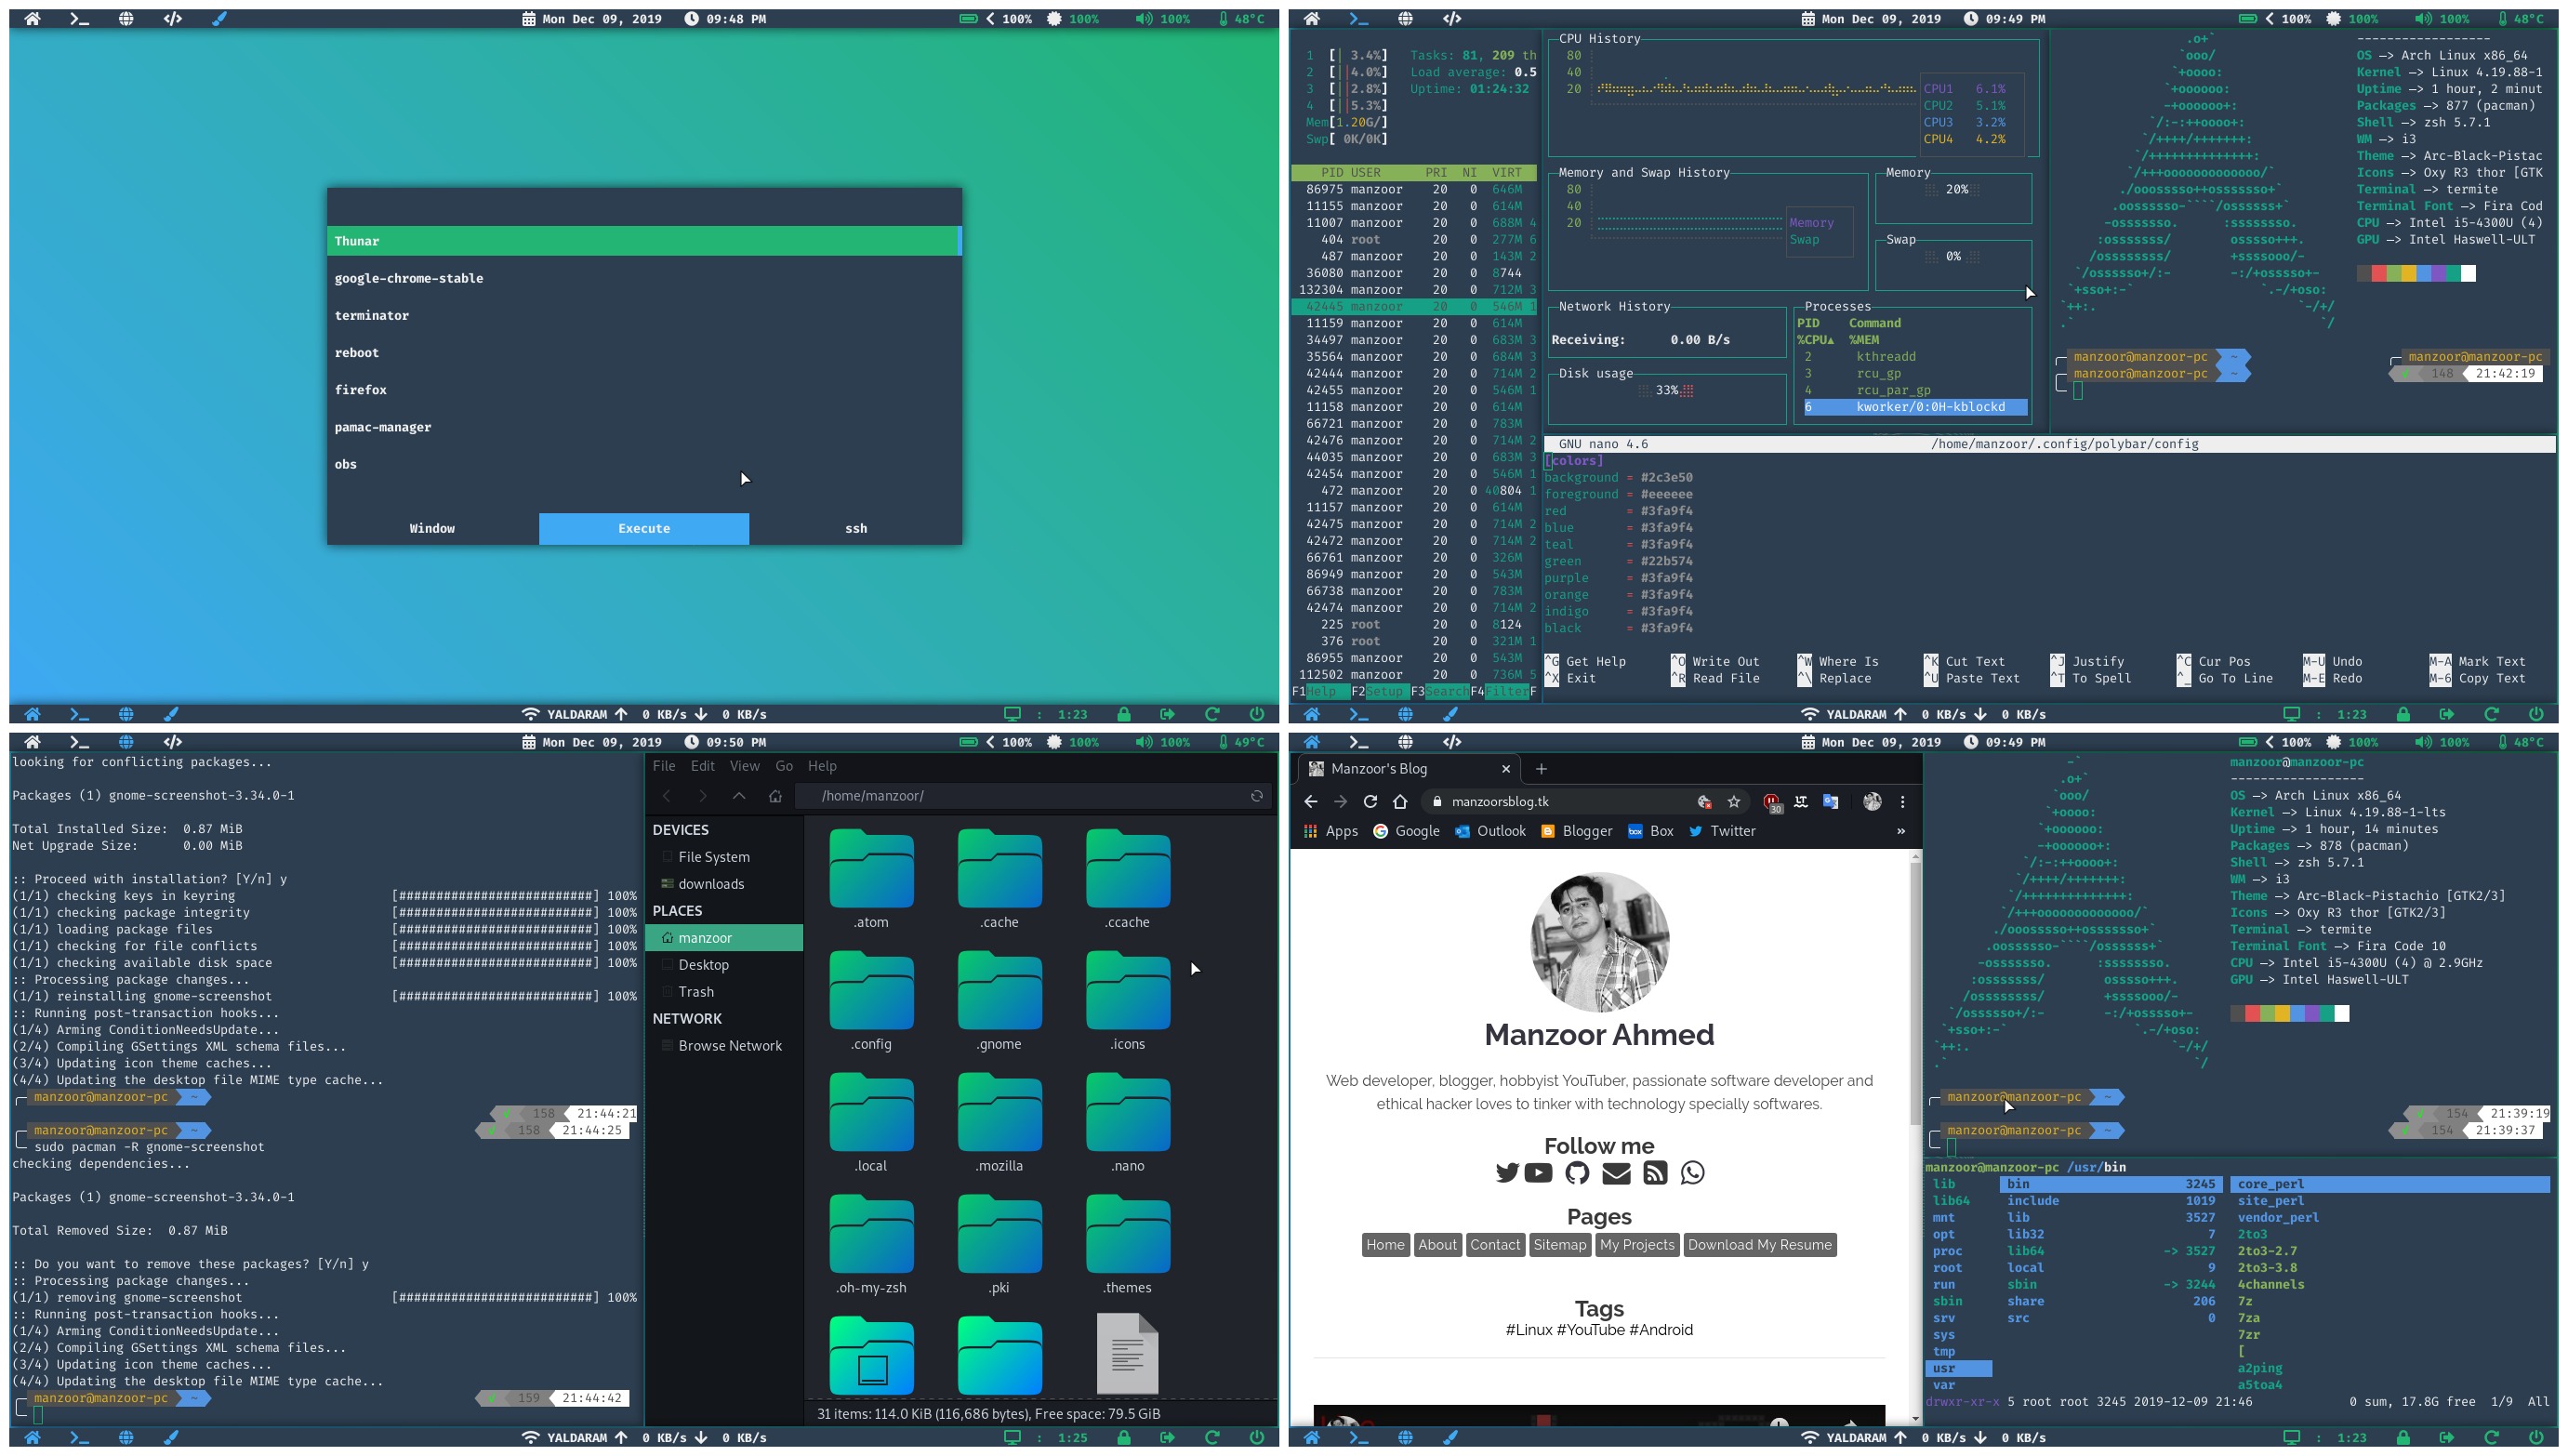 Mon Dec 09, 2019 09:48 PM 100% 100% 100% 48°C
Thunar
google-chrome-stable
terminator
reboot
firefox
pamac-manager
obs
Window Execute ssh
YALDARAM 0 KB/s 0 KB/s : 1:23
Mon Dec 09, 2019 09:49 PM 100% 100% 100% 48°C
1 [| 3.4%] Tasks: 81, 209 th
2 [||4.0%] Load average: 0.5
3 [||2.8%] Uptime: 01:24:32
4 [||5.3%]
Mem[1.20G/]
Swp[ 0K/0K]
PID USER PRI NI VIRT
86975 manzoor 20 0 646M
11155 manzoor 20 0 614M
11007 manzoor 20 0 688M 4
404 root 20 0 277M 6
487 manzoor 20 0 143M 2
36080 manzoor 20 0 8744
132304 manzoor 20 0 712M 3
42445 manzoor 20 0 546M 1
11159 manzoor 20 0 614M
34497 manzoor 20 0 683M 3
35564 manzoor 20 0 684M 3
42444 manzoor 20 0 714M 2
42455 manzoor 20 0 546M 1
11158 manzoor 20 0 614M
66721 manzoor 20 0 783M
42476 manzoor 20 0 714M 2
44035 manzoor 20 0 683M 3
42454 manzoor 20 0 546M 1
472 manzoor 20 0 40804 1
11157 manzoor 20 0 614M
42475 manzoor 20 0 714M 2
42472 manzoor 20 0 714M 2
66761 manzoor 20 0 326M
86949 manzoor 20 0 543M
66738 manzoor 20 0 783M
42474 manzoor 20 0 714M 2
225 root 20 0 8124
376 root 20 0 321M 1
86955 manzoor 20 0 543M
112502 manzoor 20 0 736M 5
F1Help F2Setup F3SearchF4FilterF
CPU History
80
40
20
CPU1 6.1%
CPU2 5.1%
CPU3 3.2%
CPU4 4.2%
Memory and Swap History
80
40
20
Memory
Swap
Memory
20%
Swap
0%
Network History
Receiving: 0.00 B/s
Disk usage
33%
Processes
PID Command
%CPU▲ %MEM
2 kthreadd
3 rcu_gp
4 rcu_par_gp
6 kworker/0:0H-kblockd
------------------
OS —> Arch Linux x86_64
Kernel —> Linux 4.19.88-1
Uptime —> 1 hour, 2 minut
Packages —> 877 (pacman)
Shell —> zsh 5.7.1
WM —> i3
Theme —> Arc-Black-Pistac
Icons —> Oxy R3 thor [GTK
Terminal —> termite
Terminal Font —> Fira Cod
CPU —> Intel i5-4300U (4)
GPU —> Intel Haswell-ULT
manzoor@manzoor-pc ~ manzoor@manzoor-pc
manzoor@manzoor-pc ~ 148 21:42:19
GNU nano 4.6 /home/manzoor/.config/polybar/config
[colors]
background = #2c3e50
foreground = #eeeeee
red = #3fa9f4
blue = #3fa9f4
teal = #3fa9f4
green = #22b574
purple = #3fa9f4
orange = #3fa9f4
indigo = #3fa9f4
black = #3fa9f4
^G Get Help ^O Write Out ^W Where Is ^K Cut Text ^J Justify ^C Cur Pos M-U Undo M-A Mark Text
^X Exit ^R Read File ^\ Replace ^U Paste Text ^T To Spell ^_ Go To Line M-E Redo M-6 Copy Text
YALDARAM 0 KB/s 0 KB/s : 1:23
Mon Dec 09, 2019 09:50 PM 100% 100% 100% 49°C
looking for conflicting packages...
Packages (1) gnome-screenshot-3.34.0-1
Total Installed Size: 0.87 MiB
Net Upgrade Size: 0.00 MiB
:: Proceed with installation? [Y/n] y
(1/1) checking keys in keyring [##########################] 100%
(1/1) checking package integrity [##########################] 100%
(1/1) loading package files [##########################] 100%
(1/1) checking for file conflicts [##########################] 100%
(1/1) checking available disk space [##########################] 100%
:: Processing package changes...
(1/1) reinstalling gnome-screenshot [##########################] 100%
:: Running post-transaction hooks...
(1/4) Arming ConditionNeedsUpdate...
(2/4) Compiling GSettings XML schema files...
(3/4) Updating icon theme caches...
(4/4) Updating the desktop file MIME type cache...
manzoor@manzoor-pc ~
158 21:44:21
manzoor@manzoor-pc ~ 158 21:44:25
sudo pacman -R gnome-screenshot
checking dependencies...
Packages (1) gnome-screenshot-3.34.0-1
Total Removed Size: 0.87 MiB
:: Do you want to remove these packages? [Y/n] y
:: Processing package changes...
(1/1) removing gnome-screenshot [##########################] 100%
:: Running post-transaction hooks...
(1/4) Arming ConditionNeedsUpdate...
(2/4) Compiling GSettings XML schema files...
(3/4) Updating icon theme caches...
(4/4) Updating the desktop file MIME type cache...
manzoor@manzoor-pc ~ 159 21:44:42
File Edit View Go Help
/home/manzoor/
DEVICES
File System
downloads
PLACES
manzoor
Desktop
Trash
NETWORK
Browse Network
.atom .cache .ccache
.config .gnome .icons
.local .mozilla .nano
.oh-my-zsh .pki .themes
31 items: 114.0 KiB (116,686 bytes), Free space: 79.5 GiB
YALDARAM 0 KB/s 0 KB/s : 1:25
Mon Dec 09, 2019 09:49 PM 100% 100% 100% 48°C
Manzoor's Blog
manzoorsblog.tk 30
Apps Google Outlook Blogger Box Twitter »
Manzoor Ahmed
Web developer, blogger, hobbyist YouTuber, passionate software developer and
ethical hacker loves to tinker with technology specially softwares.
Follow me
Pages
Home About Contact Sitemap My Projects Download My Resume
Tags
#Linux #YouTube #Android
manzoor@manzoor-pc
------------------
OS —> Arch Linux x86_64
Kernel —> Linux 4.19.88-1-lts
Uptime —> 1 hour, 14 minutes
Packages —> 878 (pacman)
Shell —> zsh 5.7.1
WM —> i3
Theme —> Arc-Black-Pistachio [GTK2/3]
Icons —> Oxy R3 thor [GTK2/3]
Terminal —> termite
Terminal Font —> Fira Code 10
CPU —> Intel i5-4300U (4) @ 2.9GHz
GPU —> Intel Haswell-ULT
manzoor@manzoor-pc ~
154 21:39:19
manzoor@manzoor-pc ~ 154 21:39:37
manzoor@manzoor-pc /usr/bin
lib bin 3245 core_perl
lib64 include 1019 site_perl
mnt lib 3527 vendor_perl
opt lib32 7 2to3
proc lib64 -> 3527 2to3-2.7
root local 9 2to3-3.8
run sbin -> 3244 4channels
sbin share 206 7z
srv src 0 7za
sys 7zr
tmp [
usr a2ping
var a5toa4
drwxr-xr-x 5 root root 3245 2019-12-09 21:46 0 sum, 17.8G free 1/9 All
YALDARAM 0 KB/s 0 KB/s : 1:23